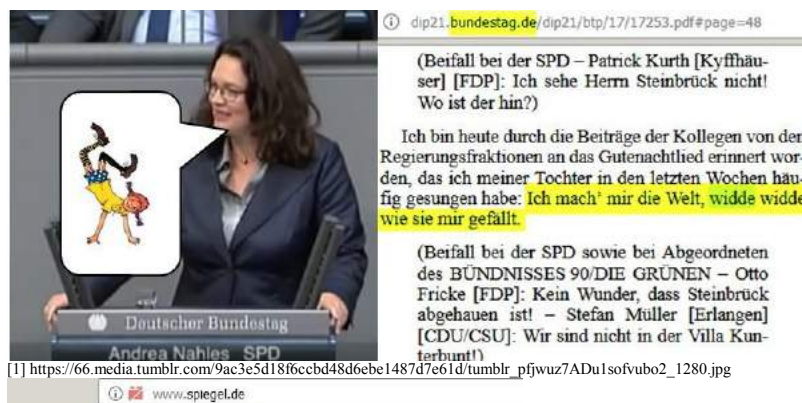 dip21.bundestag.de/dip21/btp/17/17253.pdf#page=48
(Beifall bei der SPD – Patrick Kurth [Kyffhäu-
ser] [FDP]: Ich sehe Herrn Steinbrück nicht!
Wo ist der hin?)
Ich bin heute durch die Beiträge der Kollegen von den
Regierungsfraktionen an das Gutenachtlied erinnert wor-
den, das ich meiner Tochter in den letzten Wochen häu-
fig gesungen habe: Ich mach’ mir die Welt, widde widde
wie sie mir gefällt.
(Beifall bei der SPD sowie bei Abgeordneten
des BÜNDNISSES 90/DIE GRÜNEN – Otto
Fricke [FDP]: Kein Wunder, dass Steinbrück
abgehauen ist! – Stefan Müller [Erlangen]
[CDU/CSU]: Wir sind nicht in der Villa Kun-
terbunt!)
Deutscher Bundestag
Andrea Nahles SPD
[1] https://66.media.tumblr.com/9ac3e5d18f6ccbd48d6ebe1487d7e61d/tumblr_pfjwuz7ADu1sofvubo2_1280.jpg
www.spiegel.de